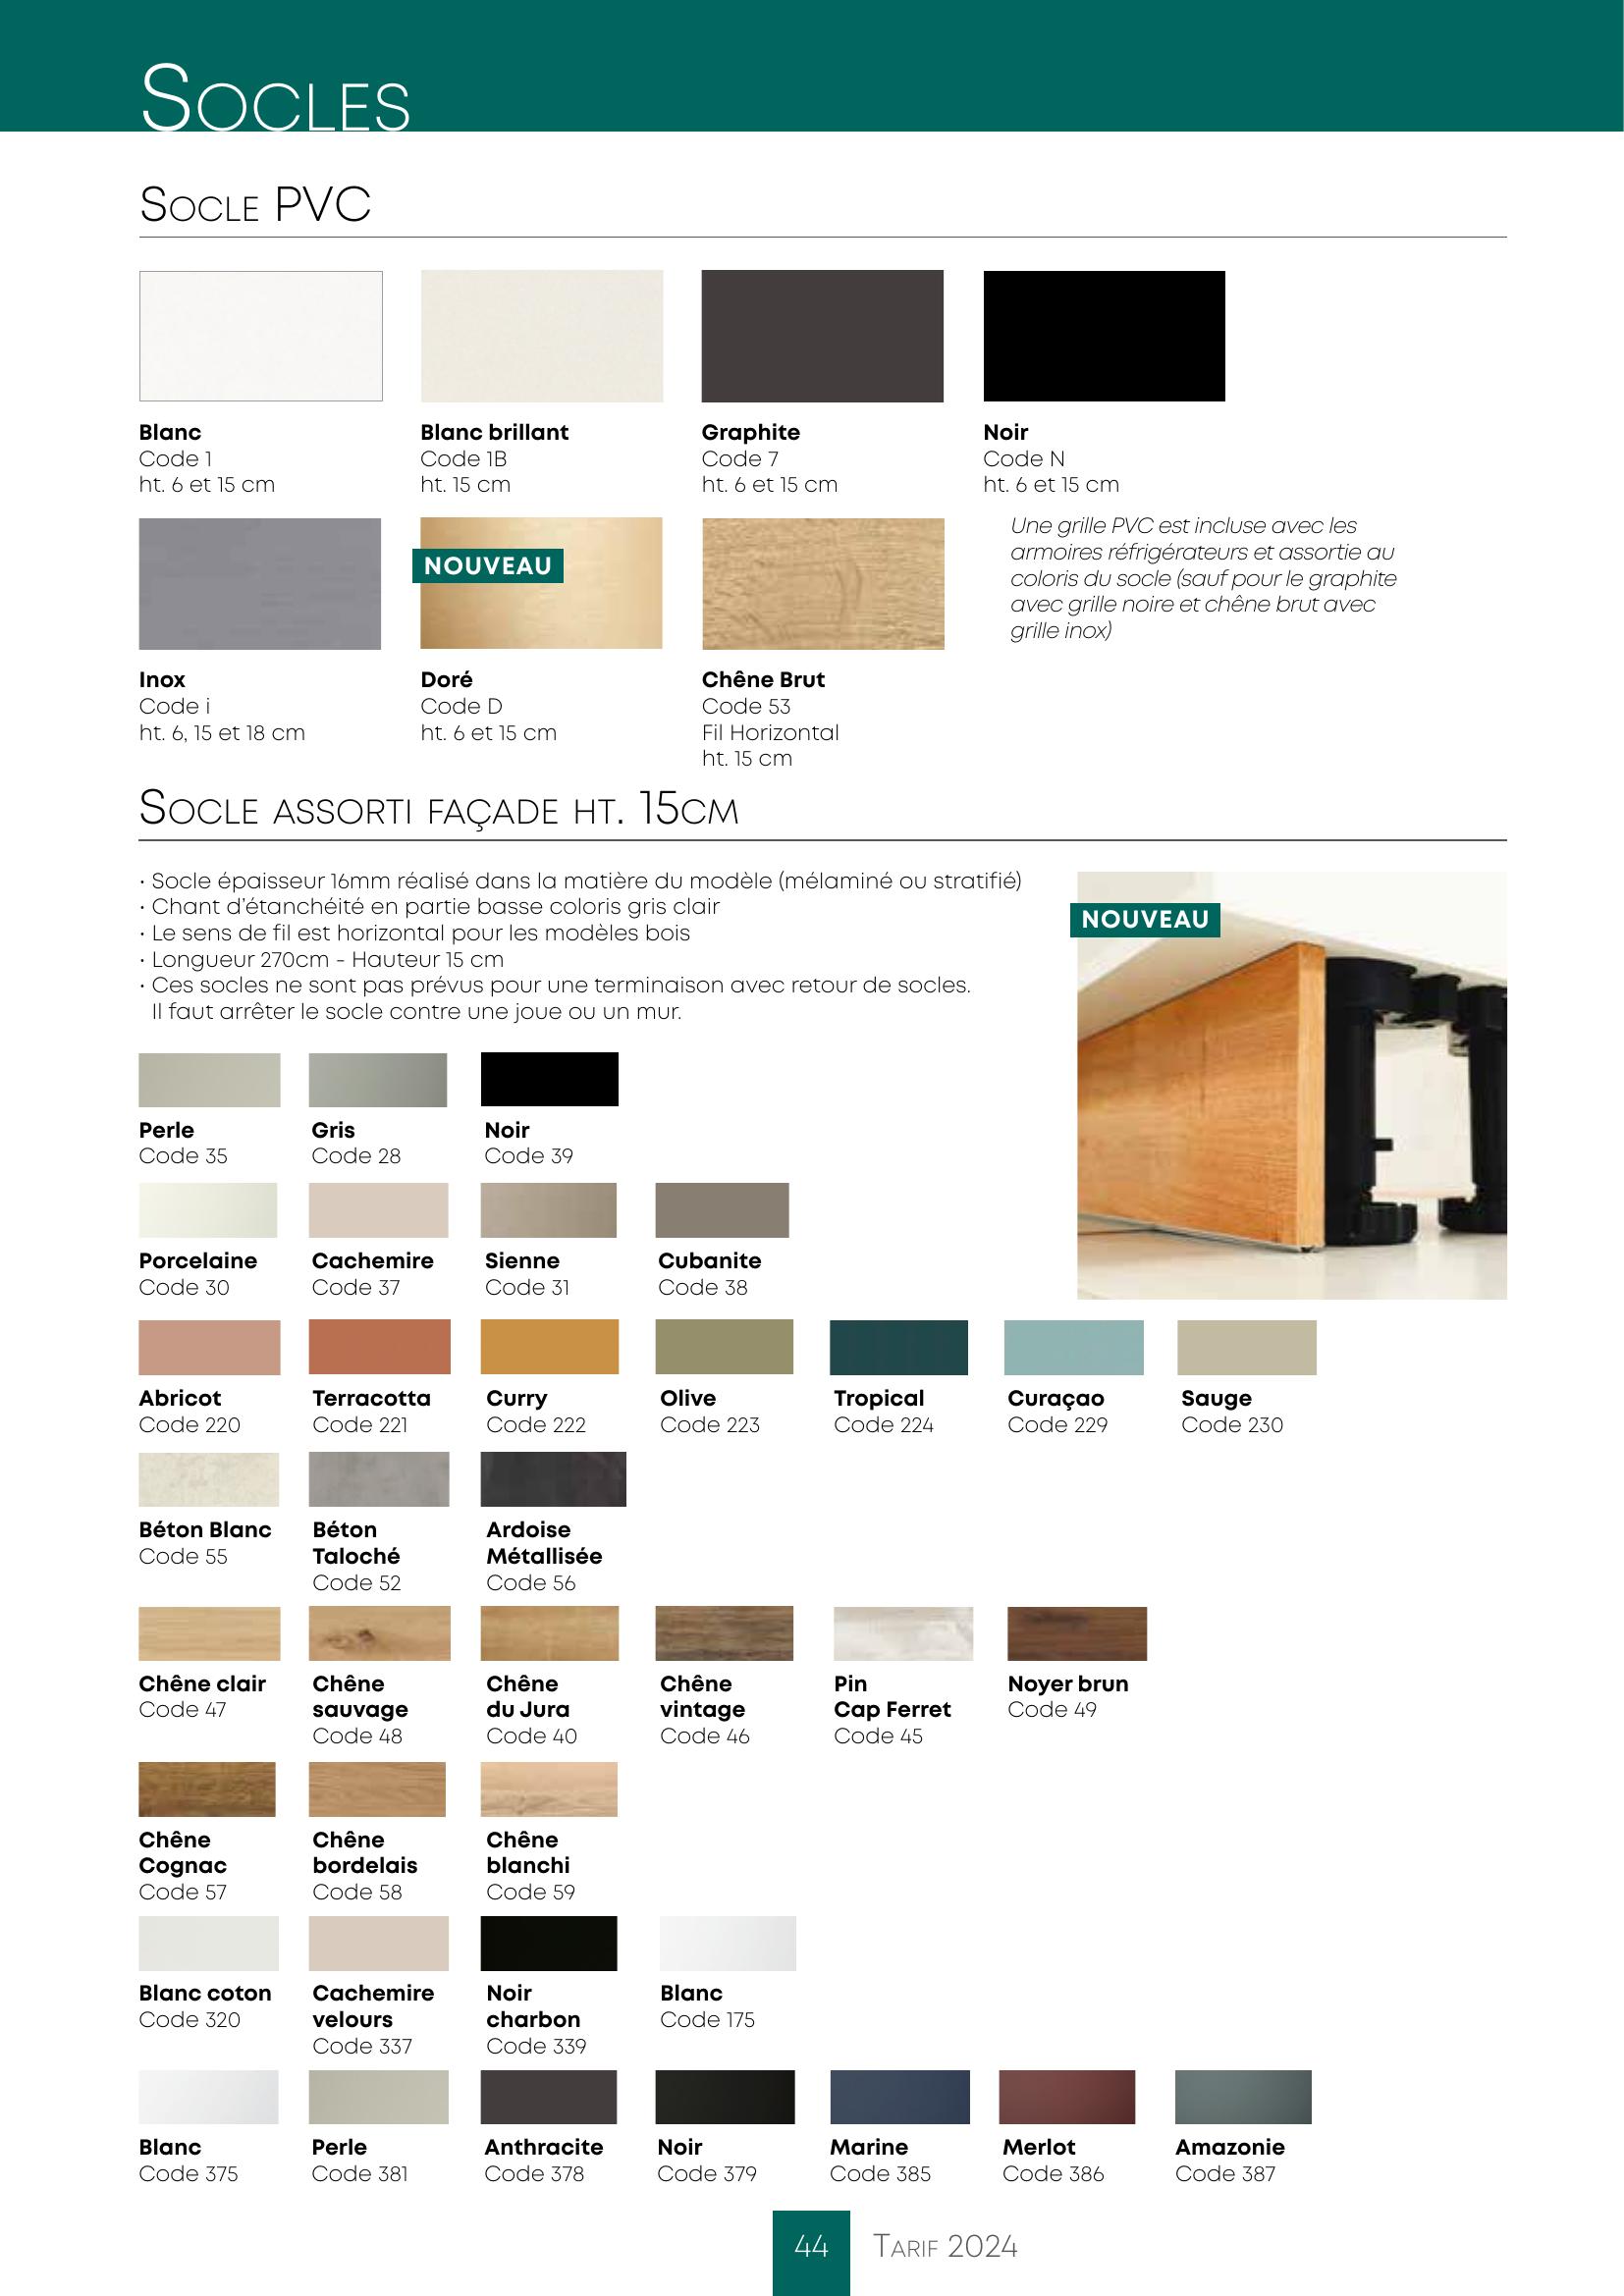 Socles
Socle PVC
Blanc
Code 1
ht. 6 et 15 cm
Blanc brillant
Code 1B
ht. 15 cm
Graphite
Code 7
ht. 6 et 15 cm
Noir
Code N
ht. 6 et 15 cm
Inox
Code i
ht. 6, 15 et 18 cm
NOUVEAU
Doré
Code D
ht. 6 et 15 cm
Chêne Brut
Code 53
Fil Horizontal
ht. 15 cm
Une grille PVC est incluse avec les
armoires réfrigérateurs et assortie au
coloris du socle (sauf pour le graphite
avec grille noire et chêne brut avec
grille inox)
Socle assorti façade ht. 15cm
• Socle épaisseur 16mm réalisé dans la matière du modèle (mélaminé ou stratifié)
• Chant d'étanchéité en partie basse coloris gris clair
• Le sens de fil est horizontal pour les modèles bois
• Longueur 270cm - Hauteur 15 cm
• Ces socles ne sont pas prévus pour une terminaison avec retour de socles.
Il faut arrêter le socle contre une joue ou un mur.
NOUVEAU
Perle
Code 35
Gris
Code 28
Noir
Code 39
Porcelaine
Code 30
Cachemire
Code 37
Sienne
Code 31
Cubanite
Code 38
Abricot
Code 220
Terracotta
Code 221
Curry
Code 222
Olive
Code 223
Tropical
Code 224
Curaçao
Code 229
Sauge
Code 230
Béton Blanc
Code 55
Béton
Taloché
Code 52
Ardoise
Métallisée
Code 56
Chêne clair
Code 47
Chêne
sauvage
Code 48
Chêne
du Jura
Code 40
Chêne
vintage
Code 46
Pin
Cap Ferret
Code 45
Noyer brun
Code 49
Chêne
Cognac
Code 57
Chêne
bordelais
Code 58
Chêne
blanchi
Code 59
Blanc coton
Code 320
Cachemire
velours
Code 337
Noir
charbon
Code 339
Blanc
Code 175
Blanc
Code 375
Perle
Code 381
Anthracite
Code 378
Noir
Code 379
Marine
Code 385
Merlot
Code 386
Amazonie
Code 387
44
Tarif 2024